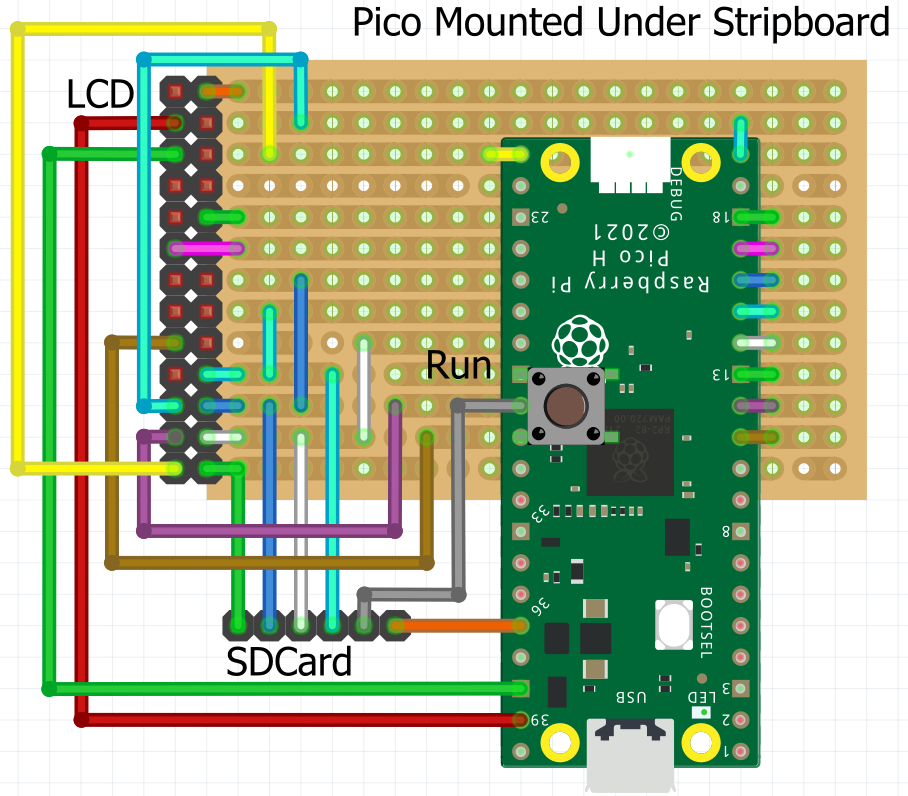 Pico Mounted Under Stripboard
LCD
DEBUG
23
18
©2021
Pico H
Raspberry Pi
Run
13
33
8
36
BOOTSEL
SDCard
3
USB
LED
39
2
1